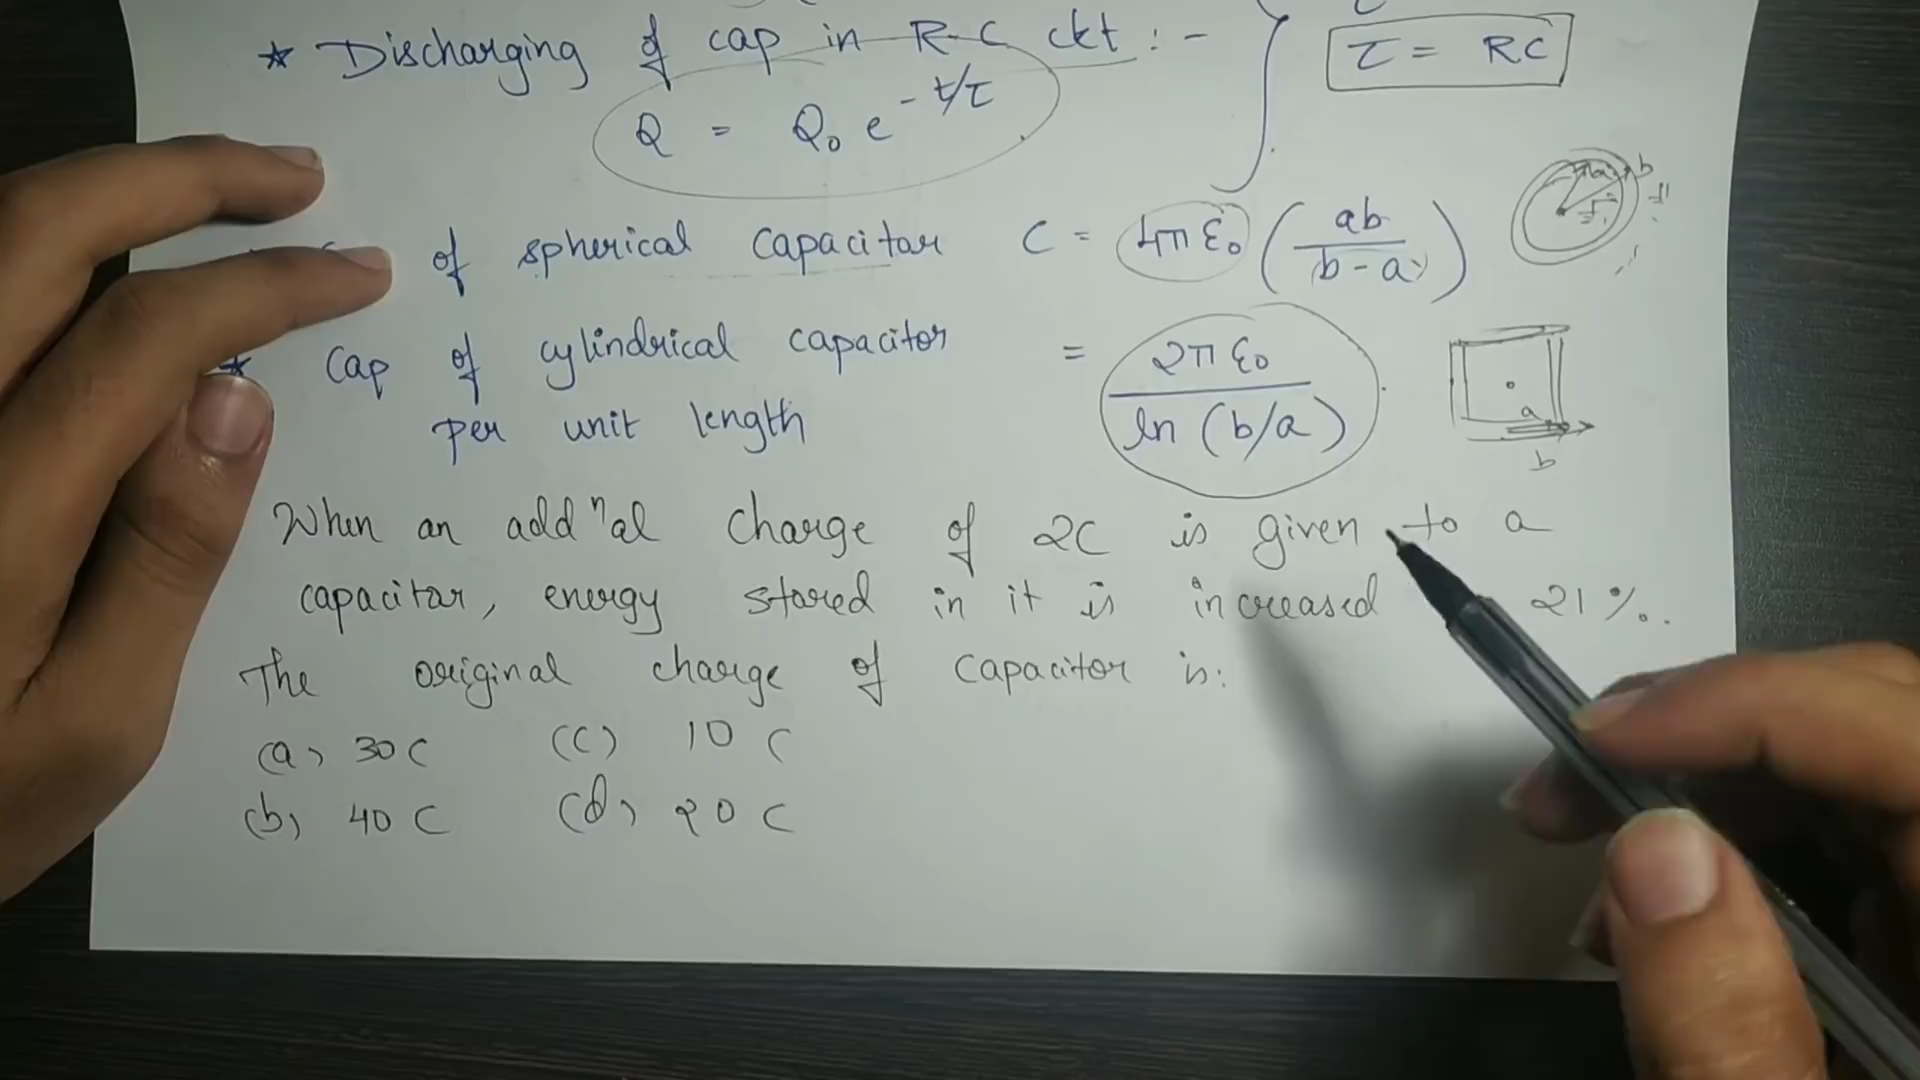 * Discharging of cap in R-C ckt : -
τ = RC
Q = Q₀ e^(-t/τ)
of spherical capacitor C = 4π ε₀ (ab / b - a)
a b
* Cap of cylindrical capacitor = 2π ε₀ / ln (b/a)
per unit length
a
b
When an addⁿal charge of 2C is given to a
capacitor, energy stored in it is increased 21%.
The original charge of capacitor is:
(a) 30 C (c) 10 C
(b) 40 C (d) 20 C